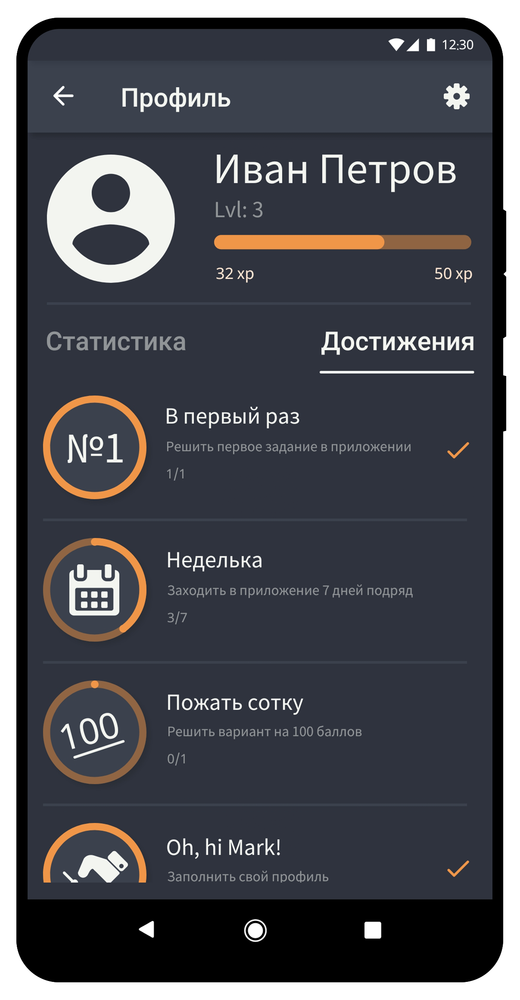 12:30
Профиль
Иван Петров
Lvl: 3
32 xp 50 xp
Статистика Достижения
№1
В первый раз
Решить первое задание в приложении
1/1
Неделька
Заходить в приложение 7 дней подряд
3/7
100
Пожать сотку
Решить вариант на 100 баллов
0/1
Oh, hi Mark!
Заполнить свой профиль